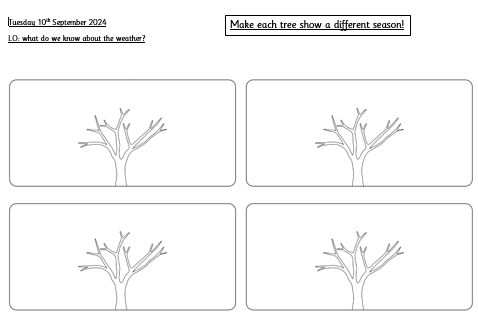 Tuesday 10th September 2024
Make each tree show a different season!
LO: what do we know about the weather?